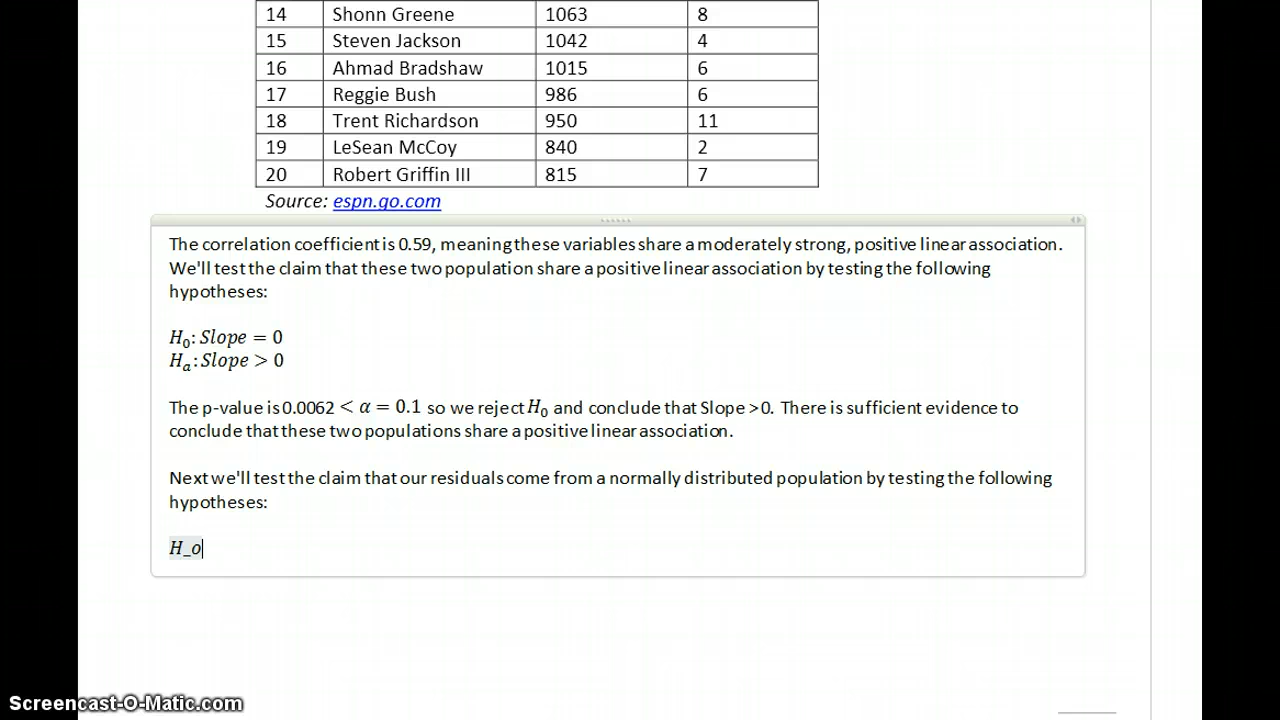 14 Shonn Greene 1063 8
15 Steven Jackson 1042 4
16 Ahmad Bradshaw 1015 6
17 Reggie Bush 986 6
18 Trent Richardson 950 11
19 LeSean McCoy 840 2
20 Robert Griffin III 815 7
Source: espn.go.com
The correlation coefficient is 0.59, meaning these variables share a moderately strong, positive linear association.
We'll test the claim that these two population share a positive linear association by testing the following
hypotheses:
H₀: Slope = 0
Hₐ: Slope > 0
The p-value is 0.0062 < α = 0.1 so we reject H₀ and conclude that Slope >0. There is sufficient evidence to
conclude that these two populations share a positive linear association.
Next we'll test the claim that our residuals come from a normally distributed population by testing the following
hypotheses:
H_o
Screencast-O-Matic.com